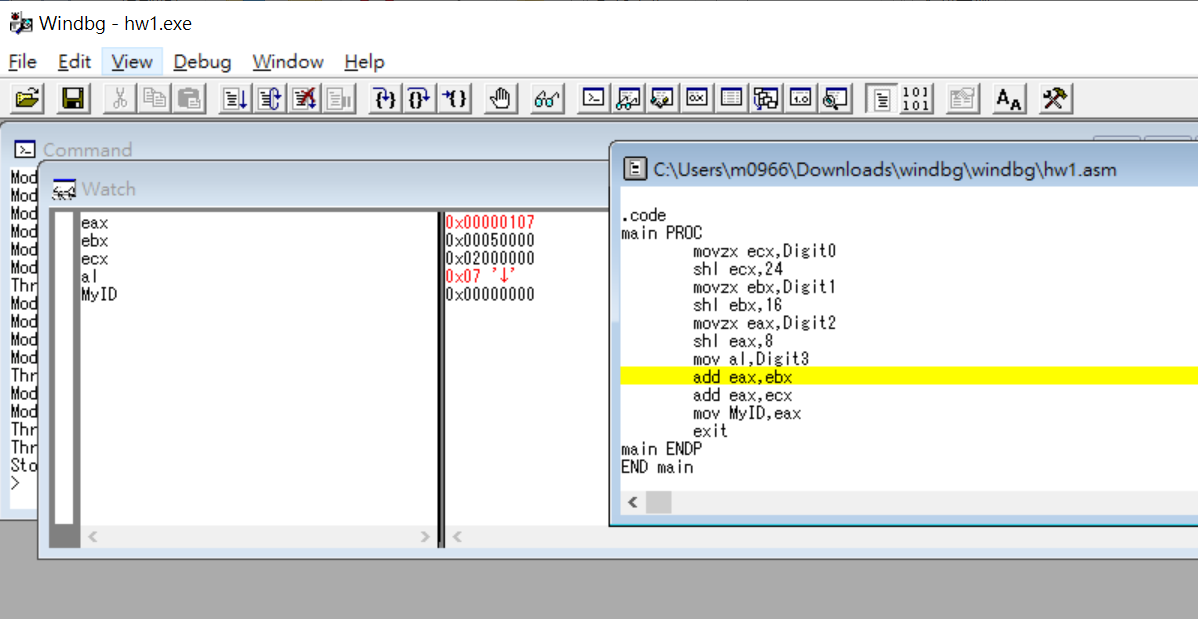 Windbg - hw1.exe
File Edit View Debug Window Help
Command
Mod
Mod
Mod
Mod
Mod
Mod
Thr
Mod
Mod
Mod
Mod
Thr
Mod
Mod
Thr
Thr
Sto
>
Watch
eax 0x00000107
ebx 0x00050000
ecx 0x02000000
al 0x07 '↓'
MyID 0x00000000
C:\Users\m0966\Downloads\windbg\windbg\hw1.asm
.code
main PROC
movzx ecx,Digit0
shl ecx,24
movzx ebx,Digit1
shl ebx,16
movzx eax,Digit2
shl eax,8
mov al,Digit3
add eax,ebx
add eax,ecx
mov MyID,eax
exit
main ENDP
END main